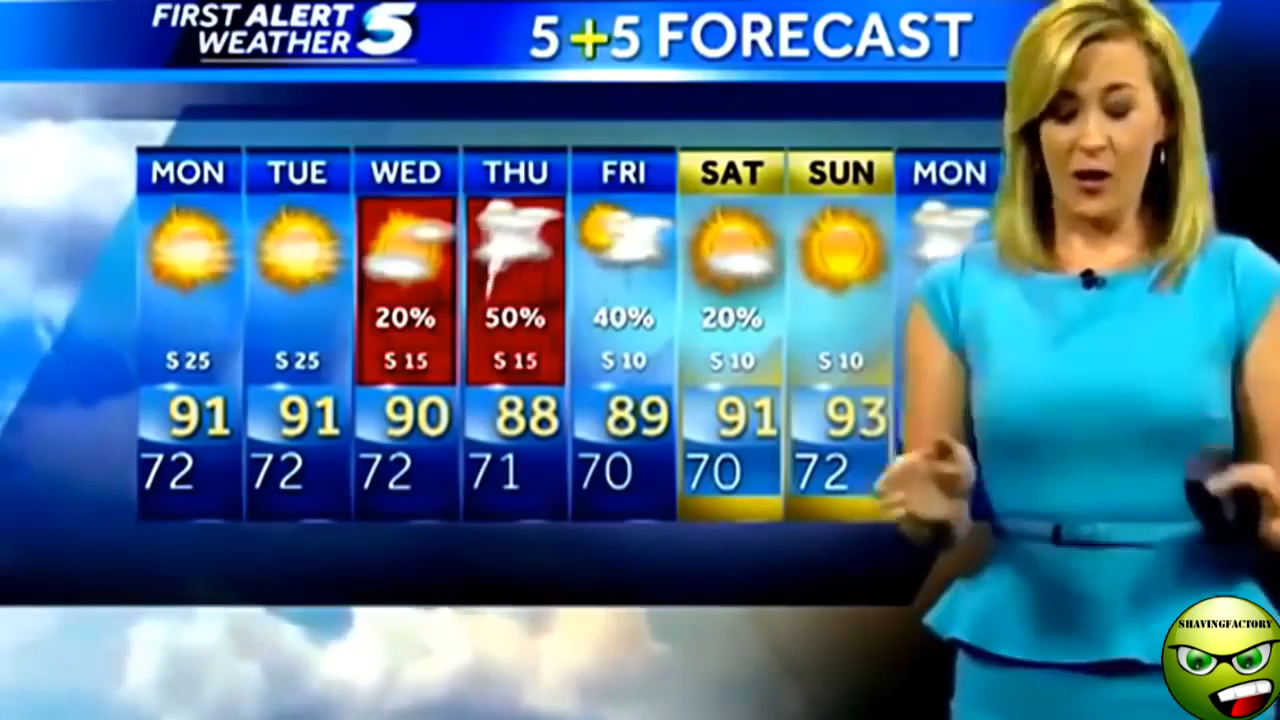 FIRST ALERT
WEATHER 5
5+5 FORECAST
MON TUE WED THU FRI SAT SUN MON
20% 50% 40% 20%
S 25 S 25 S 15 S 15 S 10 S 10 S 10
91 91 90 88 89 91 93
72 72 72 71 70 70 72
SHAVINGFACTORY